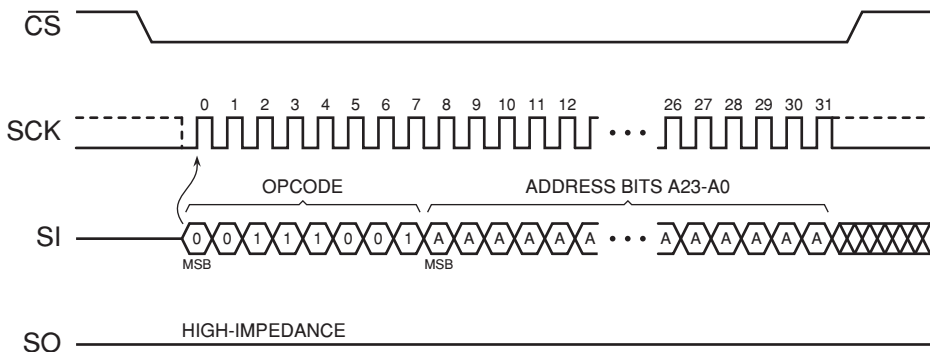 CS
0 1 2 3 4 5 6 7 8 9 10 11 12 26 27 28 29 30 31
SCK
OPCODE ADDRESS BITS A23-A0
SI 0 0 1 1 1 0 0 1 A A A A A A A A A A A A
MSB MSB
HIGH-IMPEDANCE
SO